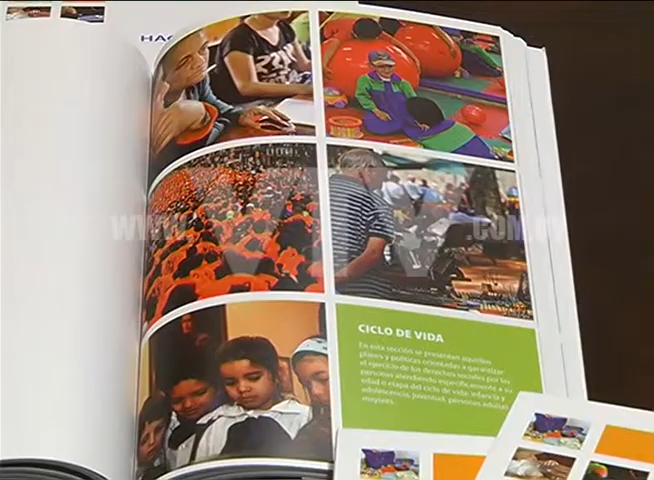 HAC
WWW. VTV .COM.UY
CICLO DE VIDA
En esta sección se presentan aquellos
planes y políticas orientadas a garantizar
el ejercicio de los derechos sociales por las
personas atendiendo específicamente a su
edad o etapa del ciclo de vida: infancia y
adolescencia, juventud, personas adultas
mayores.